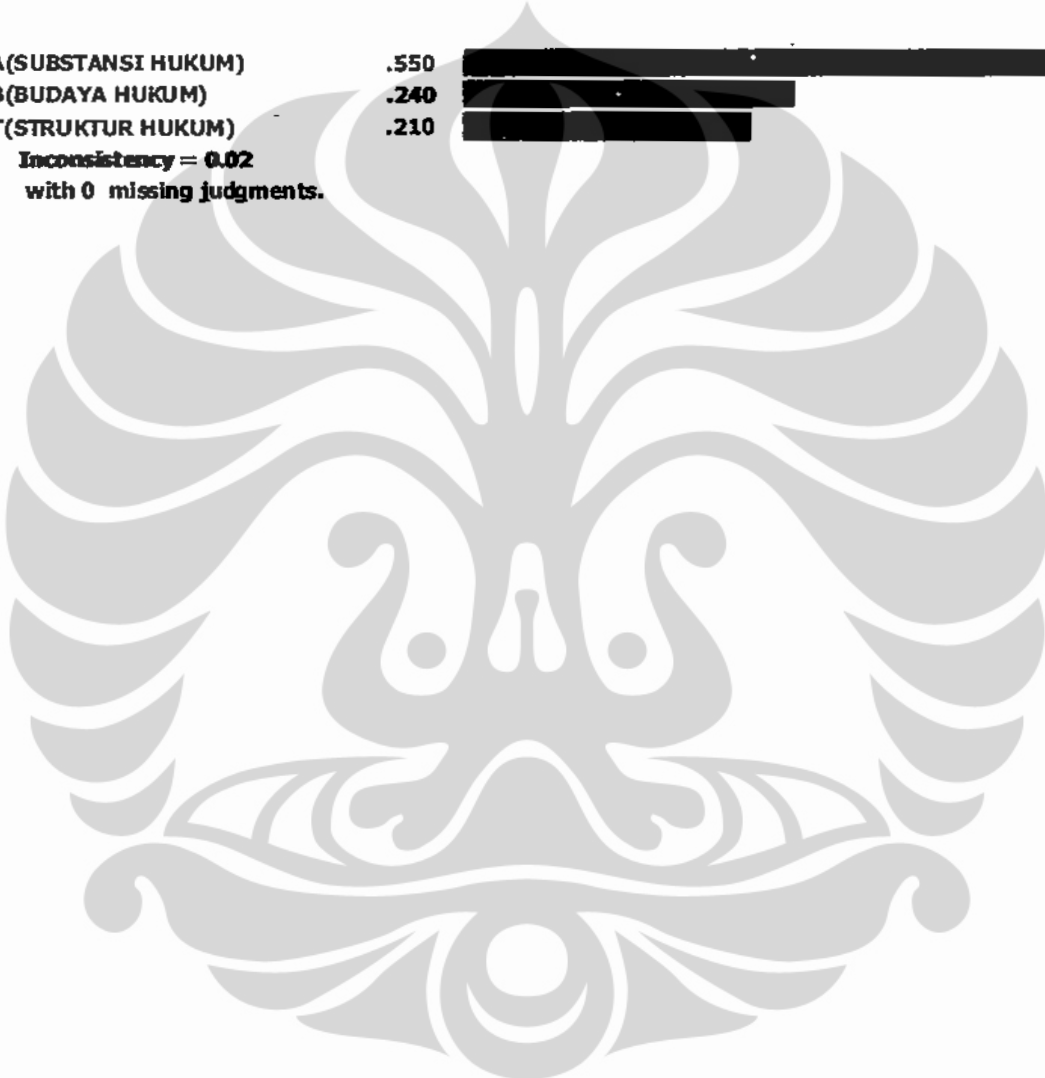 A(SUBSTANSI HUKUM) .550
B(BUDAYA HUKUM) .240
T(STRUKTUR HUKUM) .210
Inconsistency = 0.02
with 0 missing judgments.